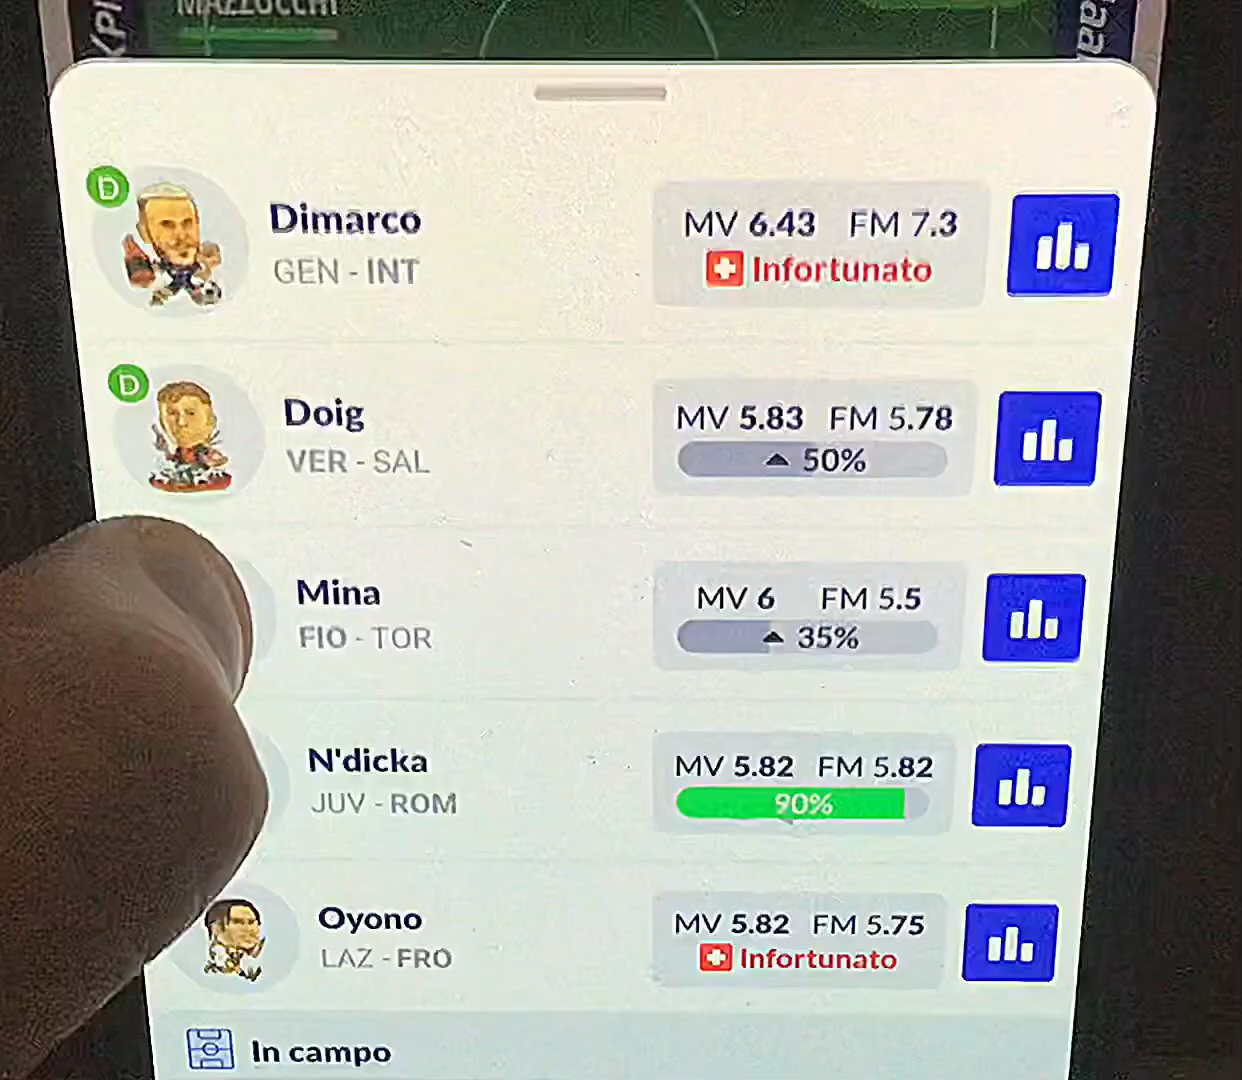 MAZZOCCHI
D
Dimarco
GEN - INT
MV 6.43 FM 7.3
Infortunato
D
Doig
VER - SAL
MV 5.83 FM 5.78
50%
Mina
FIO - TOR
MV 6 FM 5.5
35%
N'dicka
JUV - ROM
MV 5.82 FM 5.82
90%
Oyono
LAZ - FRO
MV 5.82 FM 5.75
Infortunato
In campo